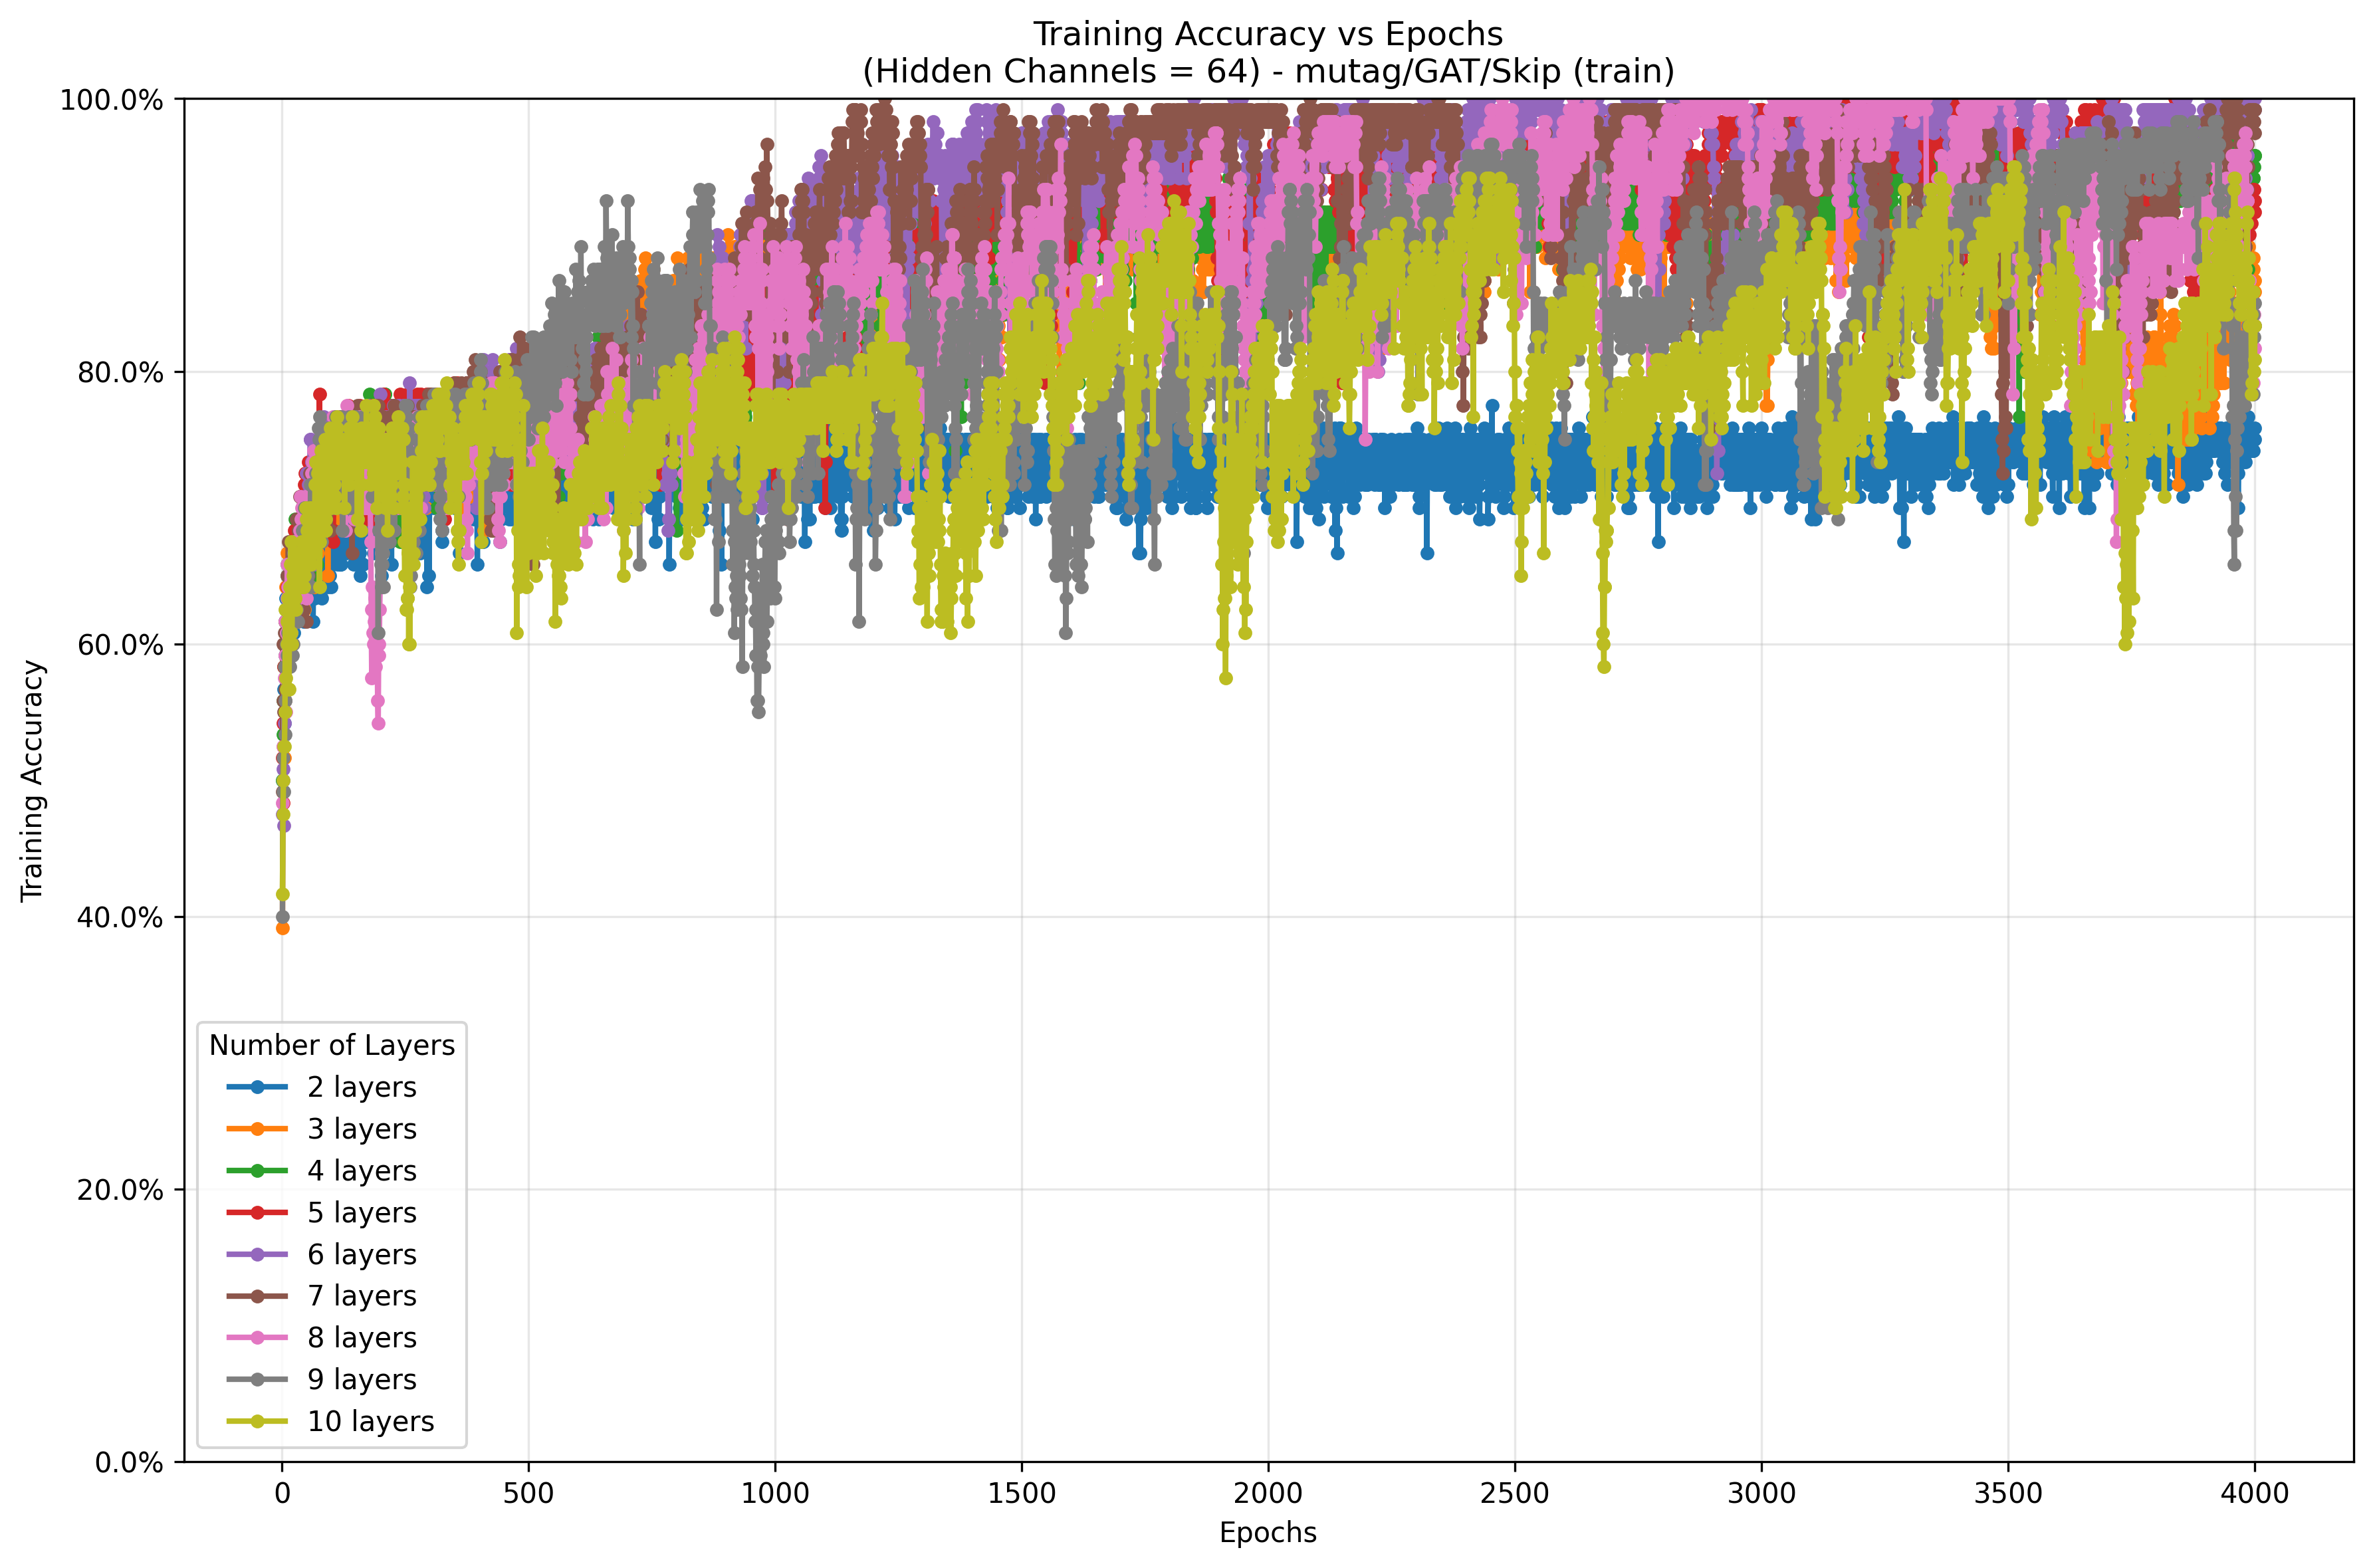 Training Accuracy vs Epochs
(Hidden Channels = 64) - mutag/GAT/Skip (train)
100.0%
80.0%
60.0%
40.0%
20.0%
0.0%
Training Accuracy
Number of Layers
2 layers
3 layers
4 layers
5 layers
6 layers
7 layers
8 layers
9 layers
10 layers
0 500 1000 1500 2000 2500 3000 3500 4000
Epochs